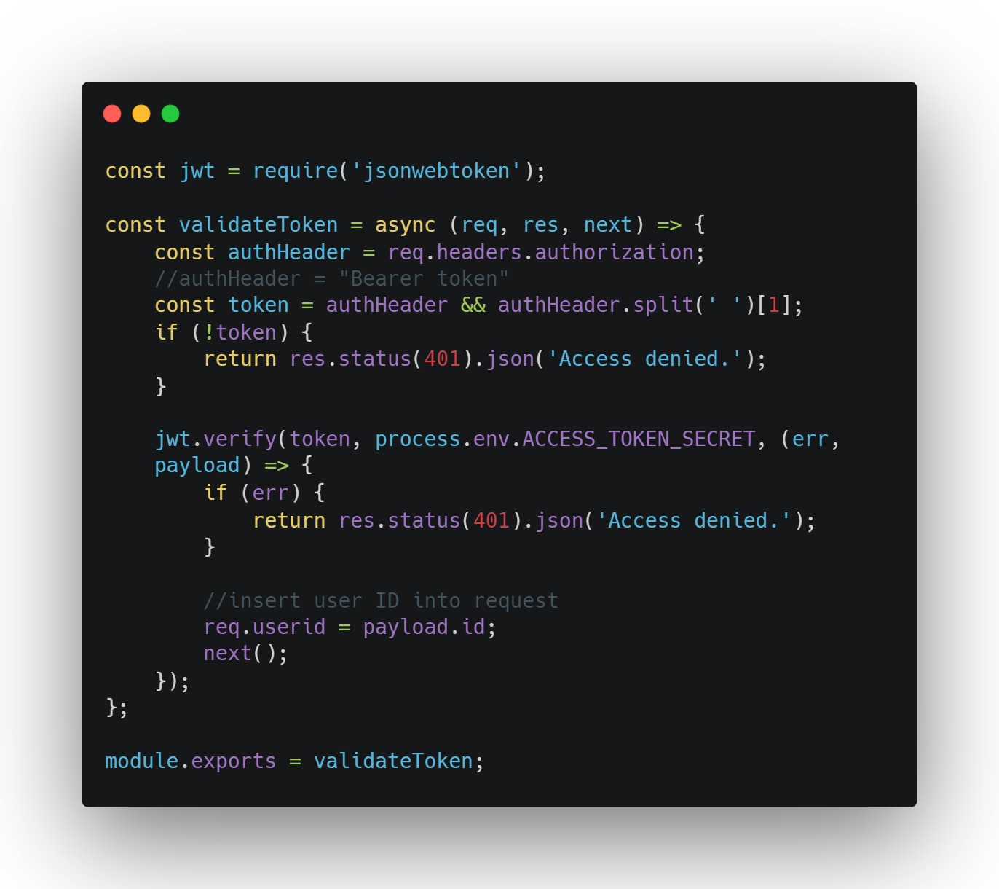 const jwt = require('jsonwebtoken');

const validateToken = async (req, res, next) => {
    const authHeader = req.headers.authorization;
    //authHeader = "Bearer token"
    const token = authHeader && authHeader.split(' ')[1];
    if (!token) {
        return res.status(401).json('Access denied.');
    }

    jwt.verify(token, process.env.ACCESS_TOKEN_SECRET, (err,
    payload) => {
        if (err) {
            return res.status(401).json('Access denied.');
        }

        //insert user ID into request
        req.userid = payload.id;
        next();
    });
};

module.exports = validateToken;